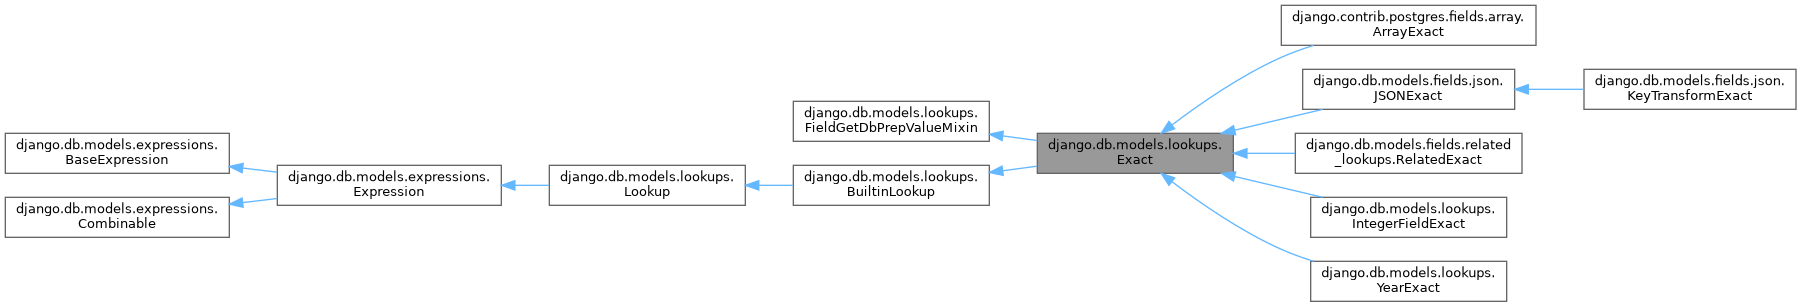 django.db.models.expressions.
BaseExpression
django.db.models.expressions.
Combinable
django.db.models.expressions.
Expression
django.db.models.lookups.
Lookup
django.db.models.lookups.
FieldGetDbPrepValueMixin
django.db.models.lookups.
BuiltinLookup
django.db.models.lookups.
Exact
django.contrib.postgres.fields.array.
ArrayExact
django.db.models.fields.json.
JSONExact
django.db.models.fields.json.
KeyTransformExact
django.db.models.fields.related
_lookups.RelatedExact
django.db.models.lookups.
IntegerFieldExact
django.db.models.lookups.
YearExact